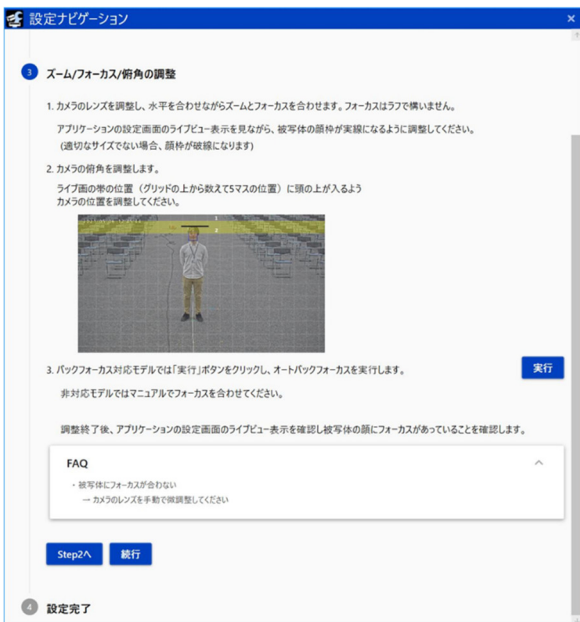 設定ナビゲーション
3 ズーム/フォーカス/俯角の調整
1. カメラのレンズを調整し、水平を合わせながらズームとフォーカスを合わせます。フォーカスはラフで構いません。
アプリケーションの設定画面のライブビュー表示を見ながら、被写体の顔枠が実線になるように調整してください。
(適切なサイズでない場合、顔枠が破線になります)
2. カメラの俯角を調整します。
ライブ画の帯の位置（グリッドの上から数えて5マスの位置）に頭の上が入るよう
カメラの位置を調整してください。
1
2
3. バックフォーカス対応モデルでは「実行」ボタンをクリックし、オートバックフォーカスを実行します。
実行
非対応モデルではマニュアルでフォーカスを合わせてください。
調整終了後、アプリケーションの設定画面のライブビュー表示を確認し被写体の顔にフォーカスがあっていることを確認します。
FAQ
・被写体にフォーカスが合わない
→ カメラのレンズを手動で微調整してください
Step2へ 続行
4 設定完了